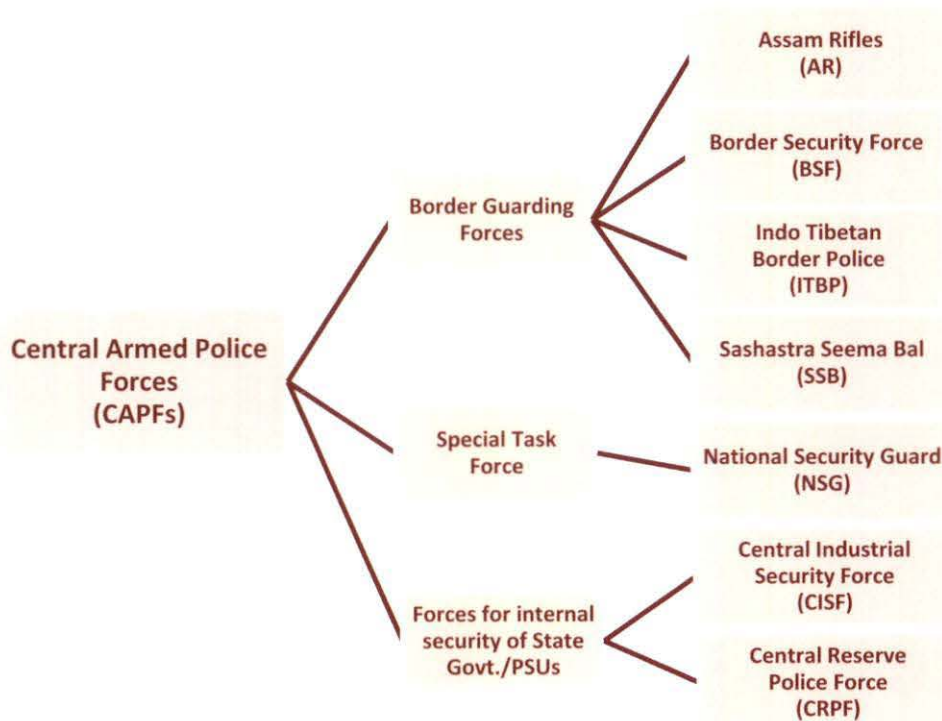 Central Armed Police
Forces
(CAPFs)
Border Guarding
Forces
Assam Rifles
(AR)
Border Security Force
(BSF)
Indo Tibetan
Border Police
(ITBP)
Sashastra Seema Bal
(SSB)
Special Task
Force
National Security Guard
(NSG)
Forces for internal
security of State
Govt./PSUs
Central Industrial
Security Force
(CISF)
Central Reserve
Police Force
(CRPF)